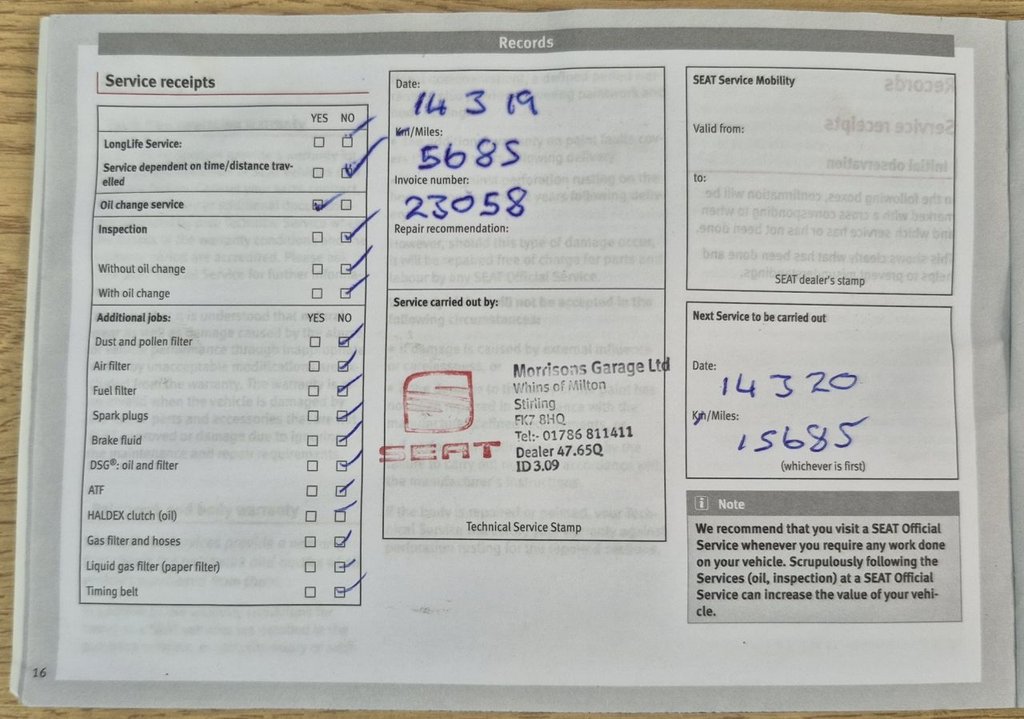 Records
Service receipts
YES NO
LongLife Service:
Service dependent on time/distance trav-
elled
Oil change service
Inspection
Without oil change
With oil change
Additional jobs: YES NO
Dust and pollen filter
Air filter
Fuel filter
Spark plugs
Brake fluid
DSG®: oil and filter
ATF
HALDEX clutch (oil)
Gas filter and hoses
Liquid gas filter (paper filter)
Timing belt
Date:
14 3 19
Km/Miles:
5685
Invoice number:
23058
Repair recommendation:
Service carried out by:
SEAT
Morrisons Garage Ltd
Whins of Milton
Stirling
FK7 8HQ
Tel:- 01786 811411
Dealer 47.65Q
ID 3.09
Technical Service Stamp
SEAT Service Mobility
Valid from:
to:
SEAT dealer's stamp
Next Service to be carried out
Date:
14 3 20
Km/Miles:
15685
(whichever is first)
i Note
We recommend that you visit a SEAT Official
Service whenever you require any work done
on your vehicle. Scrupulously following the
Services (oil, inspection) at a SEAT Official
Service can increase the value of your vehi-
cle.
16